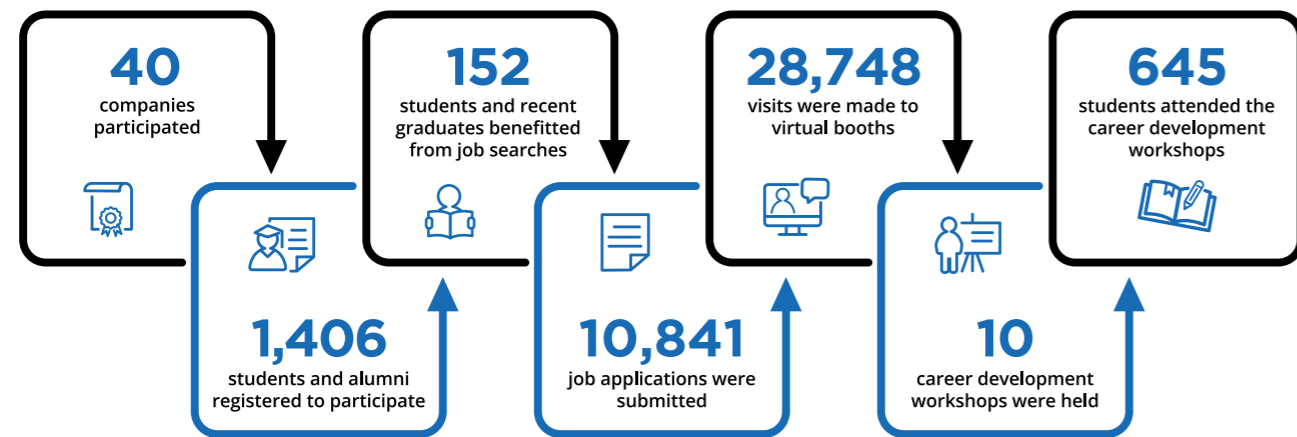 40
companies
participated
1,406
students and alumni
registered to participate
152
students and recent
graduates benefitted
from job searches
10,841
job applications were
submitted
28,748
visits were made to
virtual booths
10
career development
workshops were held
645
students attended the
career development
workshops